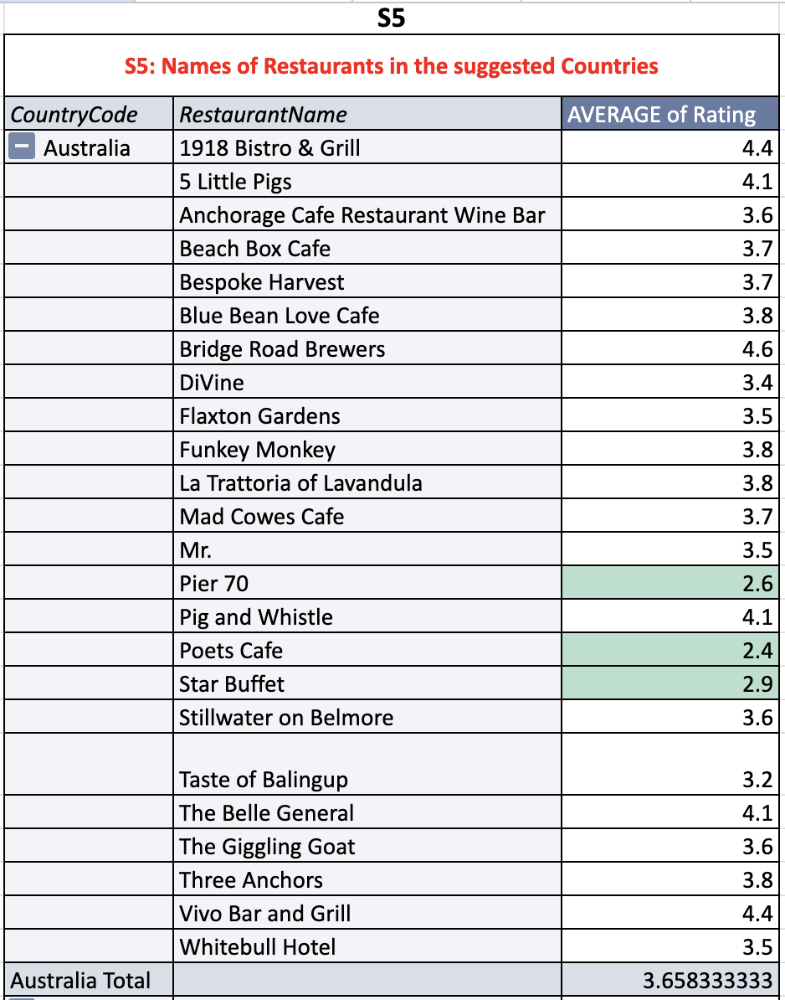 S5
S5: Names of Restaurants in the suggested Countries
CountryCode RestaurantName AVERAGE of Rating
Australia 1918 Bistro & Grill 4.4
5 Little Pigs 4.1
Anchorage Cafe Restaurant Wine Bar 3.6
Beach Box Cafe 3.7
Bespoke Harvest 3.7
Blue Bean Love Cafe 3.8
Bridge Road Brewers 4.6
DiVine 3.4
Flaxton Gardens 3.5
Funkey Monkey 3.8
La Trattoria of Lavandula 3.8
Mad Cowes Cafe 3.7
Mr. 3.5
Pier 70 2.6
Pig and Whistle 4.1
Poets Cafe 2.4
Star Buffet 2.9
Stillwater on Belmore 3.6
Taste of Balingup 3.2
The Belle General 4.1
The Giggling Goat 3.6
Three Anchors 3.8
Vivo Bar and Grill 4.4
Whitebull Hotel 3.5
Australia Total 3.658333333